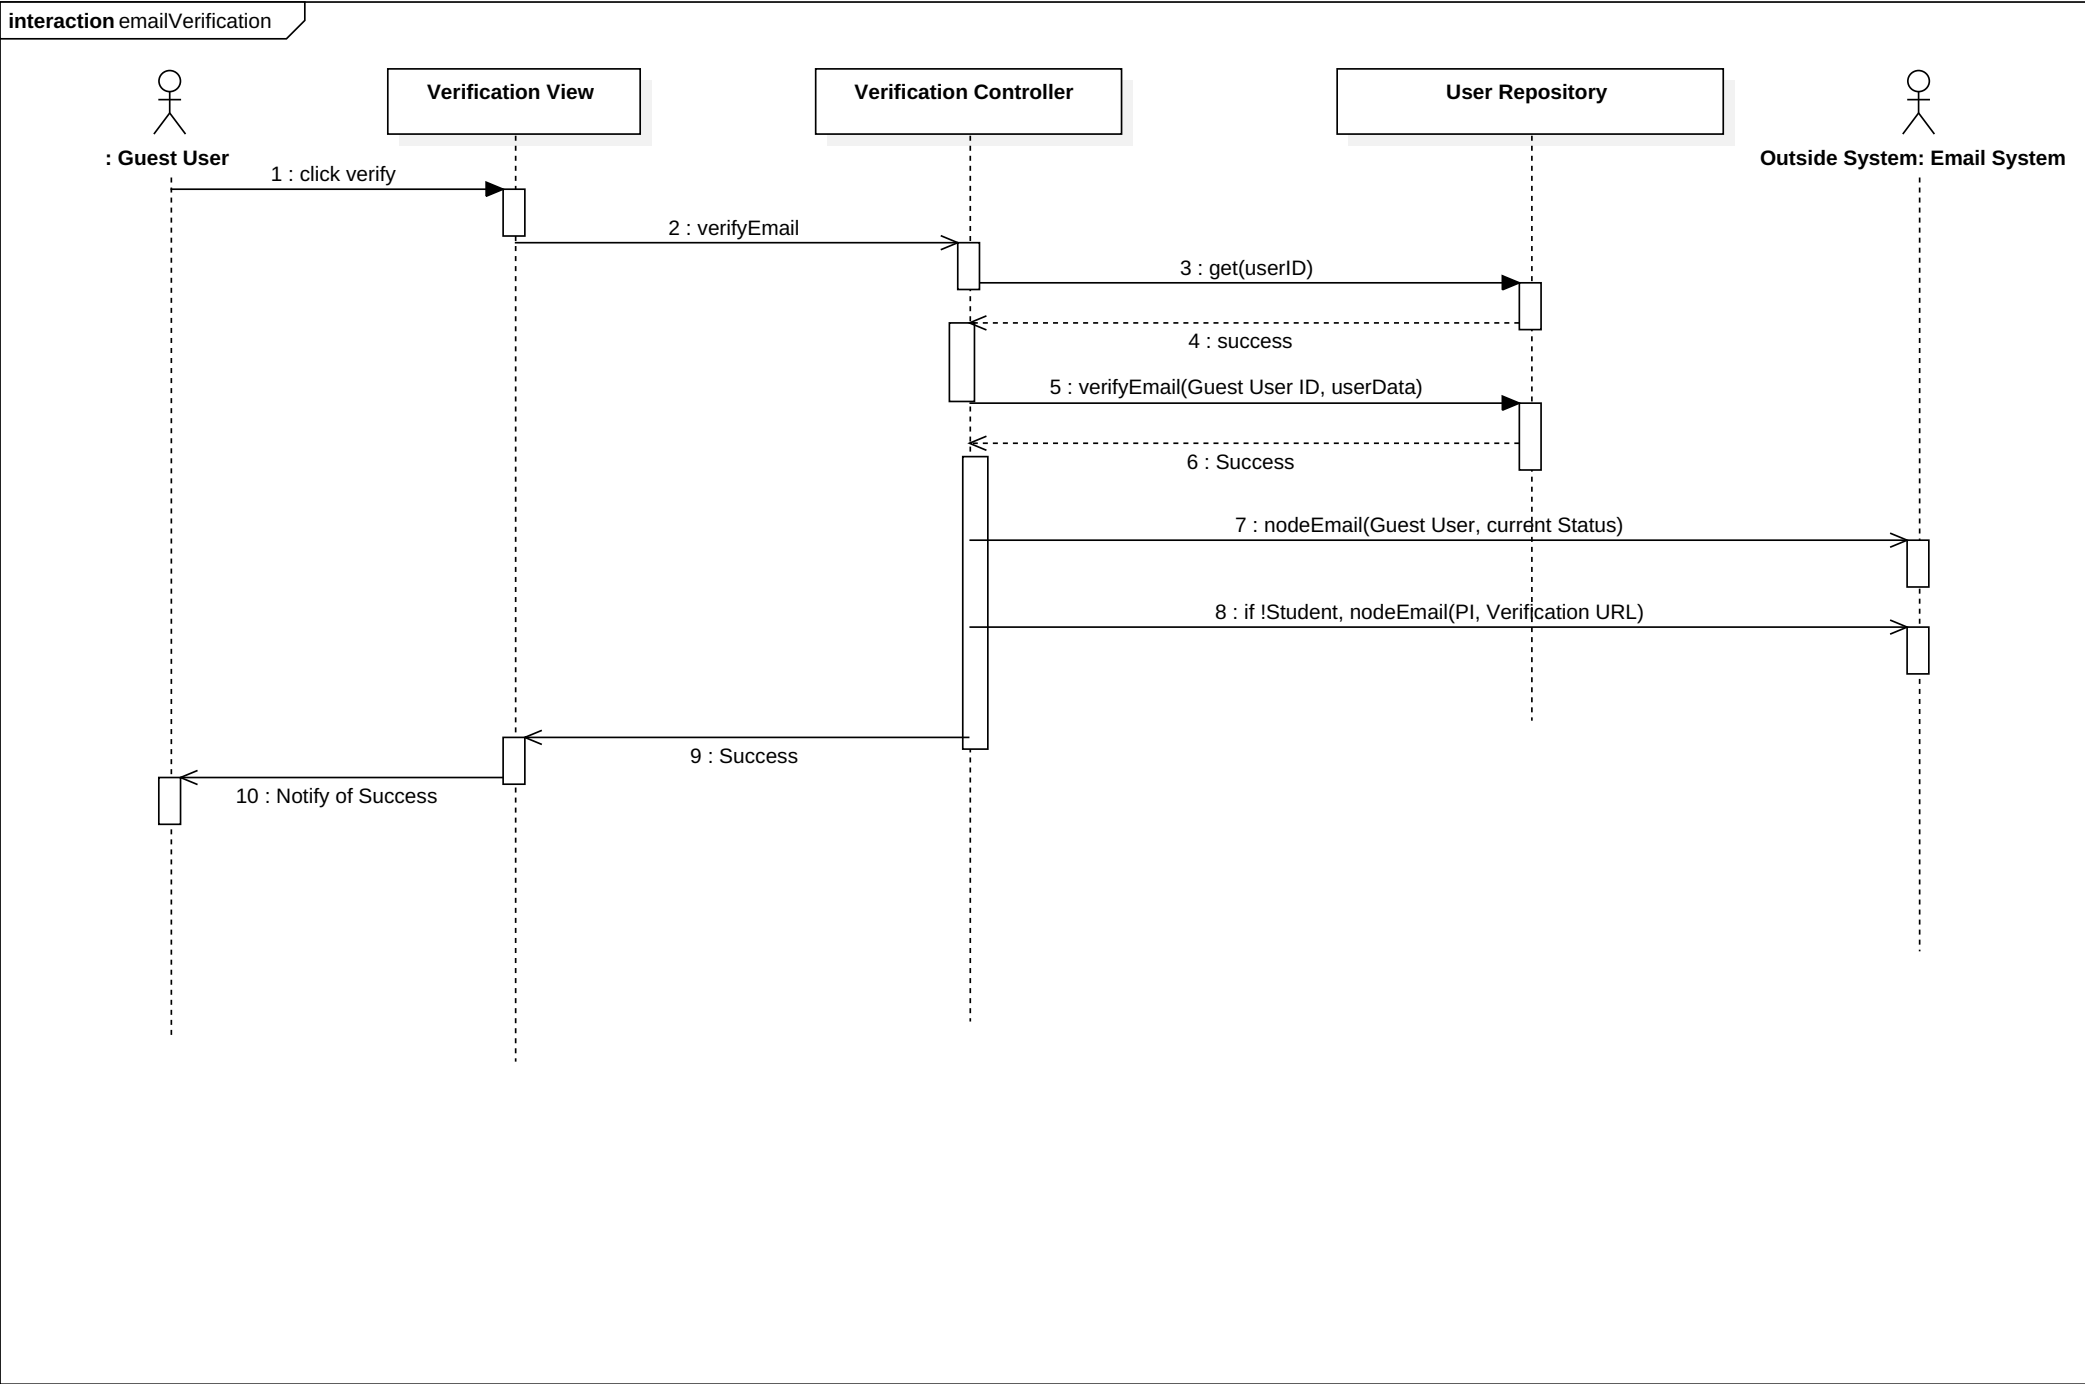 interaction emailVerification
Verification View
Verification Controller
User Repository
: Guest User
Outside System: Email System
1 : click verify
2 : verifyEmail
3 : get(userID)
4 : success
5 : verifyEmail(Guest User ID, userData)
6 : Success
7 : nodeEmail(Guest User, current Status)
8 : if !Student, nodeEmail(PI, Verification URL)
9 : Success
10 : Notify of Success